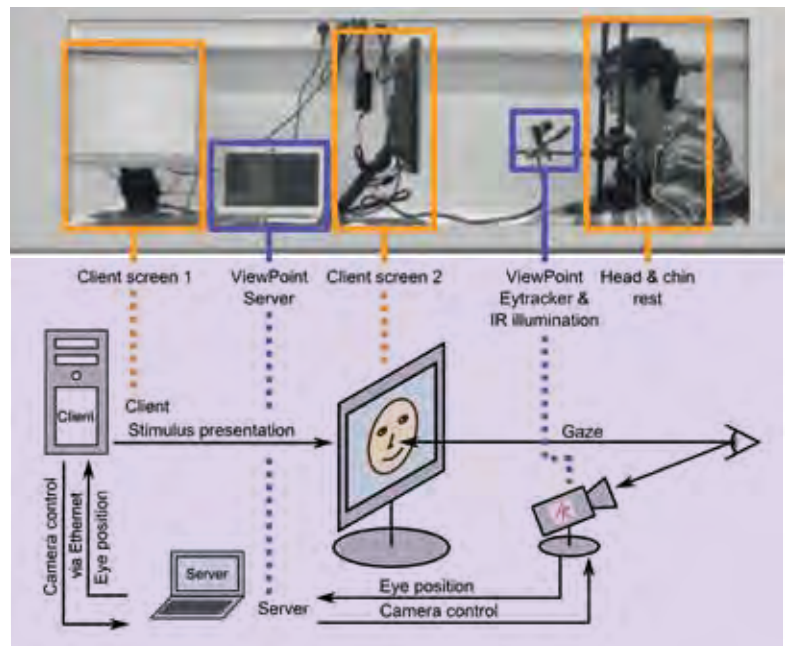 Client screen 1
ViewPoint
Server
Client screen 2
ViewPoint
Eytracker &
IR illumination
Head & chin
rest
Client
Client
Stimulus presentation
Gaze
IR
Camera control
via Ethernet
Eye position
Server
Server
Eye position
Camera control